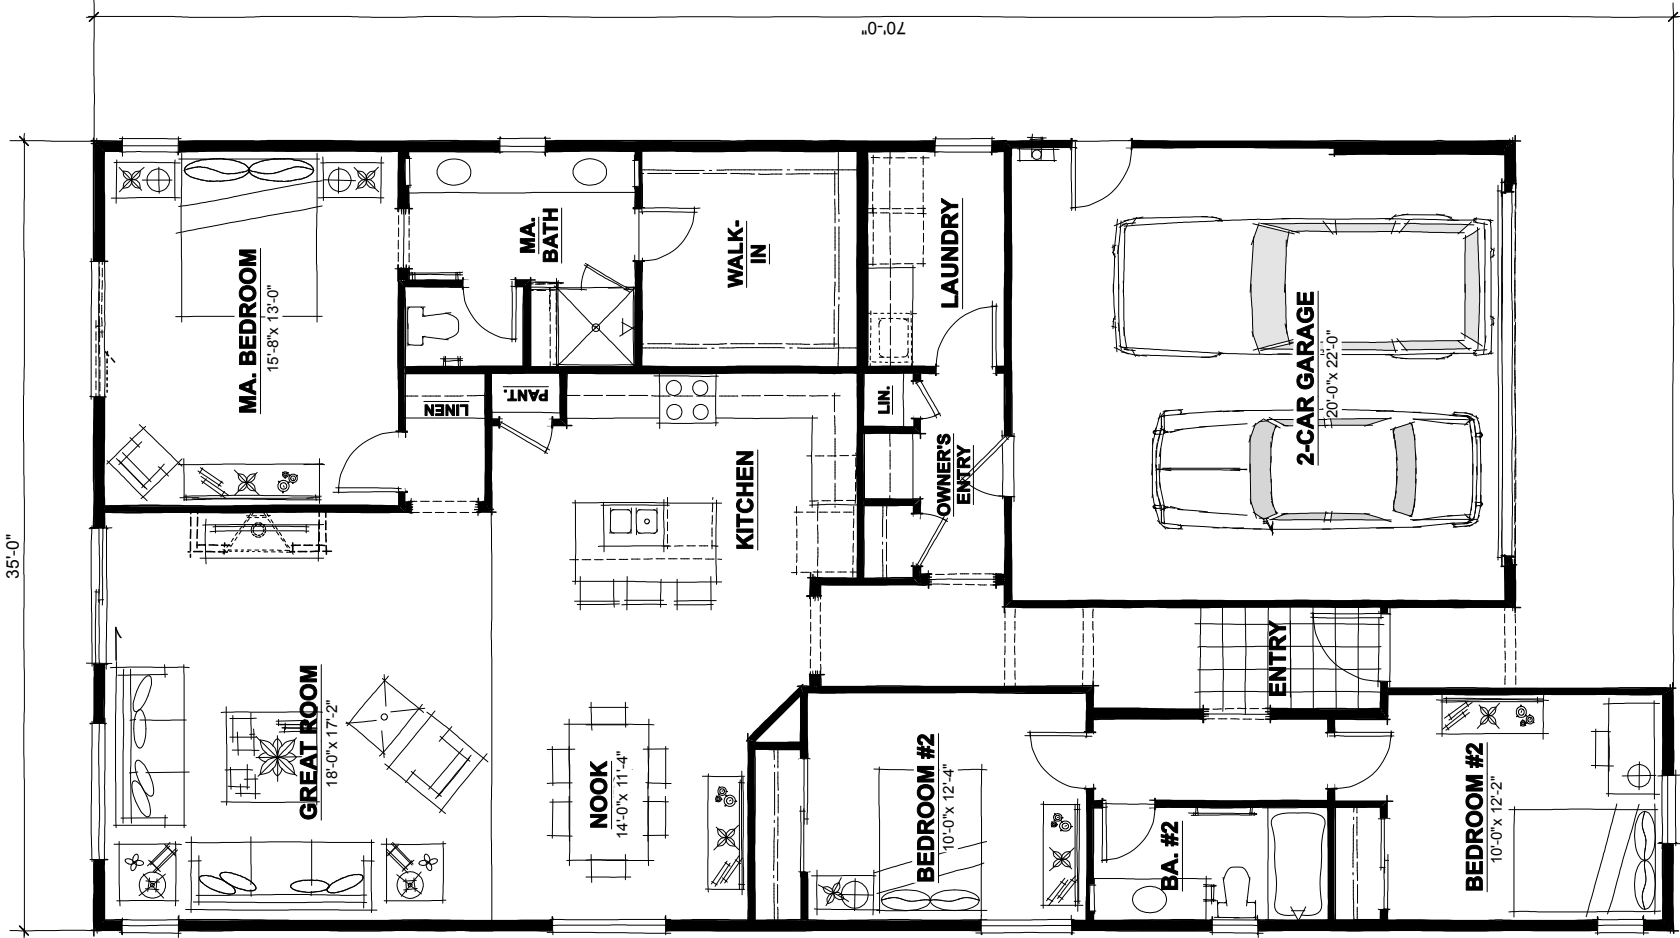 70'-0"
35'-0"
MA. BEDROOM
15'-8"x 13'-0"
MA.
BATH
WALK-
IN
LAUNDRY
2-CAR GARAGE
20'-0"x 22'-0"
LINEN
PANT.
LIN.
OWNER'S
ENTRY
KITCHEN
GREAT ROOM
18'-0"x 17'-2"
NOOK
14'-0"x 11'-4"
ENTRY
BEDROOM #2
10'-0"x 12'-4"
BA. #2
BEDROOM #2
10'-0"x 12'-2"